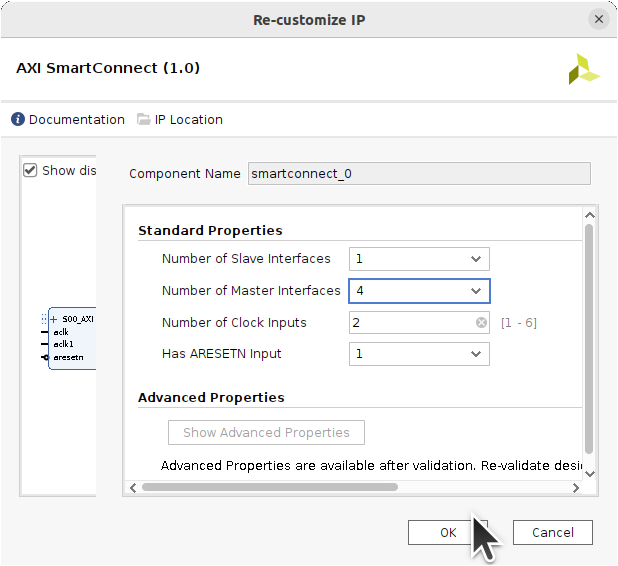 Re-customize IP
AXI SmartConnect (1.0)
Documentation IP Location
Show dis
Component Name smartconnect_0
Standard Properties
Number of Slave Interfaces 1
Number of Master Interfaces 4
Number of Clock Inputs 2 [1 - 6]
Has ARESETN Input 1
S00_AXI
aclk
aclk1
aresetn
Advanced Properties
Show Advanced Properties
Advanced Properties are available after validation. Re-validate desi
OK Cancel